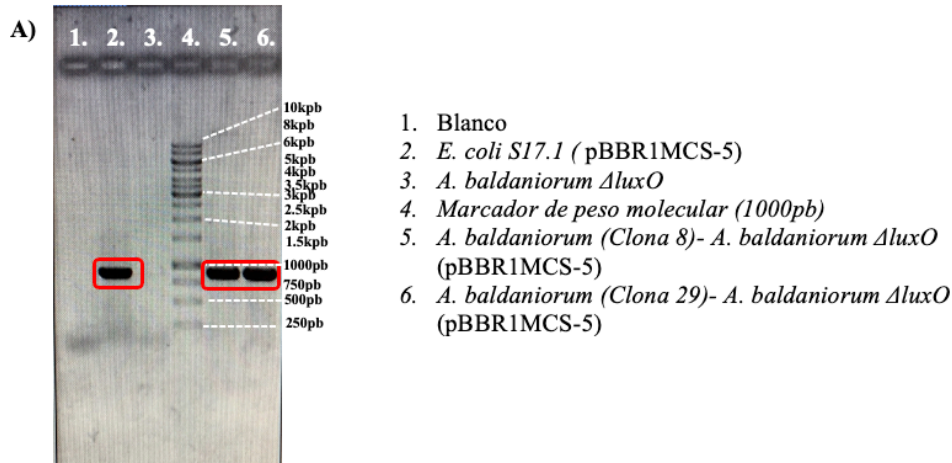 A)
1. 2. 3. 4. 5. 6.
10kpb
8kpb
6kpb
5kpb
4kpb
3.5kpb
3kpb
2.5kpb
2kpb
1.5kpb
1000pb
750pb
500pb
250pb
1. Blanco
2. E. coli S17.1 ( pBBR1MCS-5)
3. A. baldaniorum ΔluxO
4. Marcador de peso molecular (1000pb)
5. A. baldaniorum (Clona 8)- A. baldaniorum ΔluxO
(pBBR1MCS-5)
6. A. baldaniorum (Clona 29)- A. baldaniorum ΔluxO
(pBBR1MCS-5)